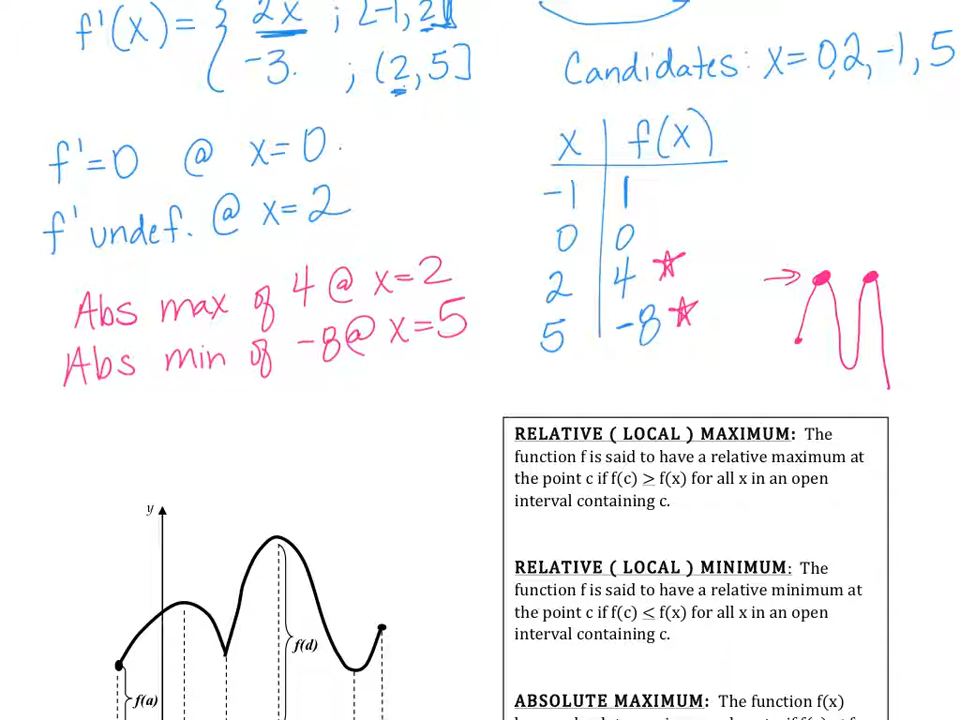 f'(x) = { 2x ; [-1, 2]
-3. ; (2, 5]
Candidates: x = 0, 2, -1, 5
f' = 0 @ x = 0.
f' undef. @ x = 2
Abs max of 4 @ x = 2
Abs min of -8 @ x = 5
x | f(x)
-1 | 1
0 | 0
2 | 4
5 | -8
RELATIVE ( LOCAL ) MAXIMUM: The
function f is said to have a relative maximum at
the point c if f(c) ≥ f(x) for all x in an open
interval containing c.
RELATIVE ( LOCAL ) MINIMUM: The
function f is said to have a relative minimum at
the point c if f(c) ≤ f(x) for all x in an open
interval containing c.
ABSOLUTE MAXIMUM: The function f(x)
y
f(d)
f(a)